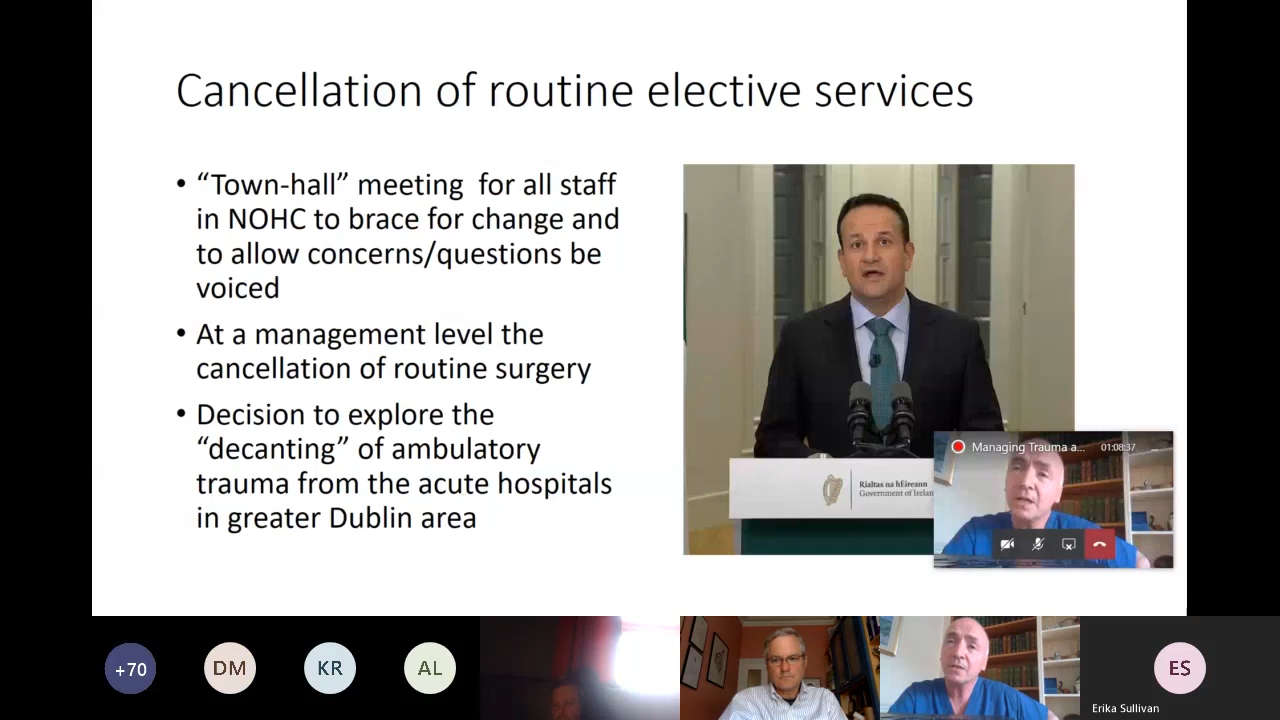 Cancellation of routine elective services
• “Town-hall” meeting for all staff
in NOHC to brace for change and
to allow concerns/questions be
voiced
• At a management level the
cancellation of routine surgery
• Decision to explore the
“decanting” of ambulatory
trauma from the acute hospitals
in greater Dublin area
Rialtas na hÉireann
Government of Irelan
Managing Trauma a... 01:08:37
+70
DM
KR
AL
ES
Erika Sullivan